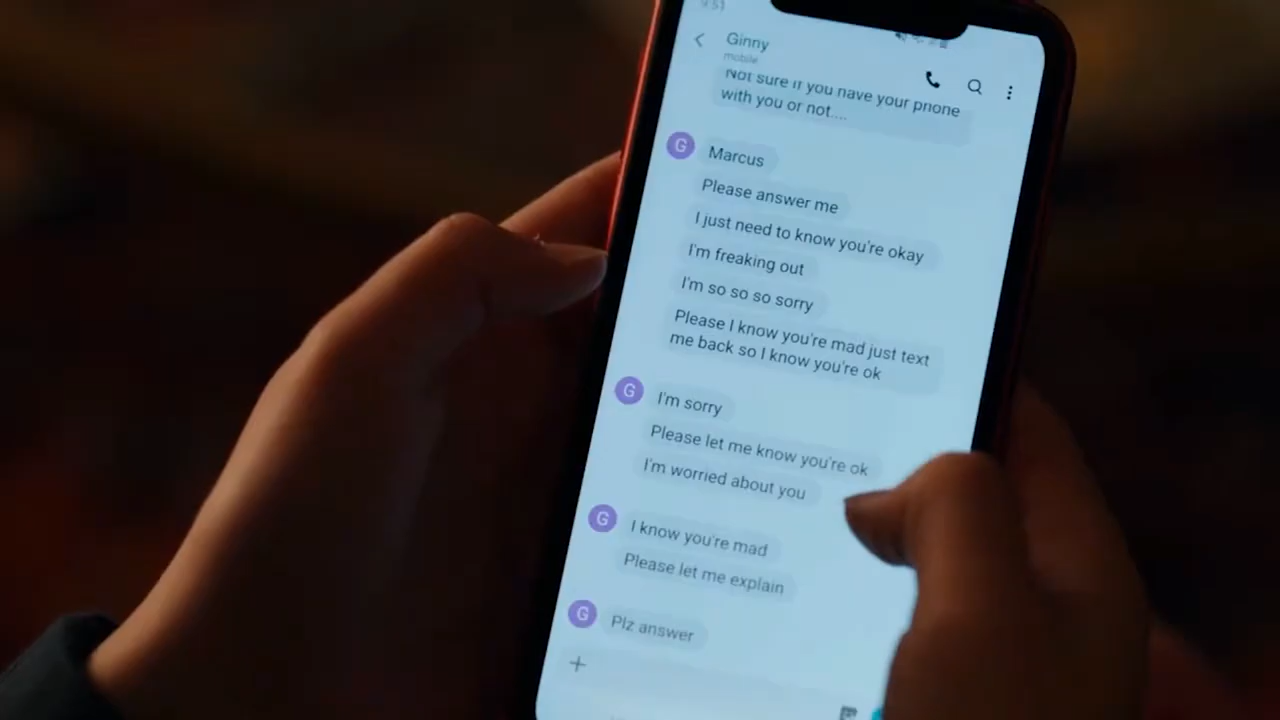 9:51
Ginny
mobile
Not sure if you have your phone
with you or not....
G
Marcus
Please answer me
I just need to know you're okay
I'm freaking out
I'm so so so sorry
Please I know you're mad just text
me back so I know you're ok
G
I'm sorry
Please let me know you're ok
I'm worried about you
G
I know you're mad
Please let me explain
G
Plz answer